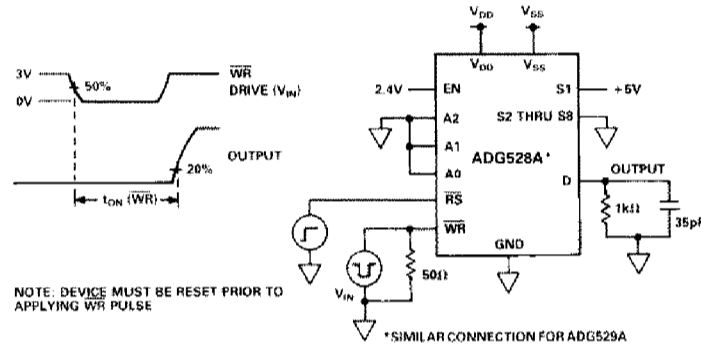 3V
0V
50%
WR
DRIVE (VIN)
OUTPUT
20%
tON (WR)
NOTE: DEVICE MUST BE RESET PRIOR TO
APPLYING WR PULSE
VDD
VSS
VDD
VSS
2.4V
EN
S1
+5V
A2
S2 THRU S8
A1
ADG528A*
A0
OUTPUT
D
RS
1kΩ
35pF
WR
GND
50Ω
VIN
*SIMILAR CONNECTION FOR ADG529A